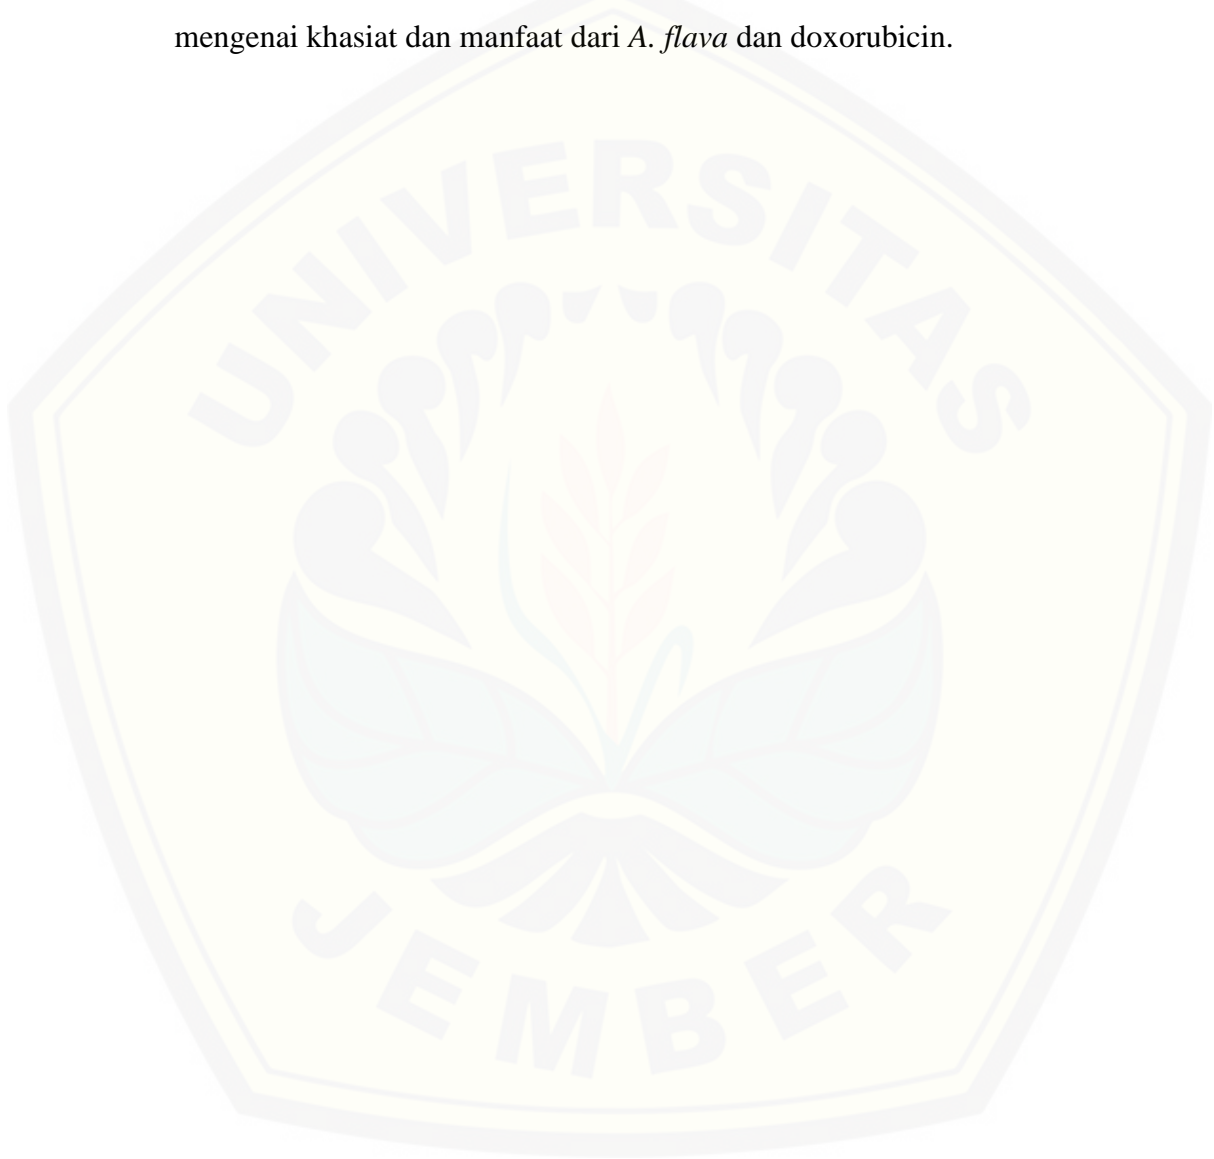 mengenai khasiat dan manfaat dari A. flava dan doxorubicin.
UNIVERSITAS
JEMBER